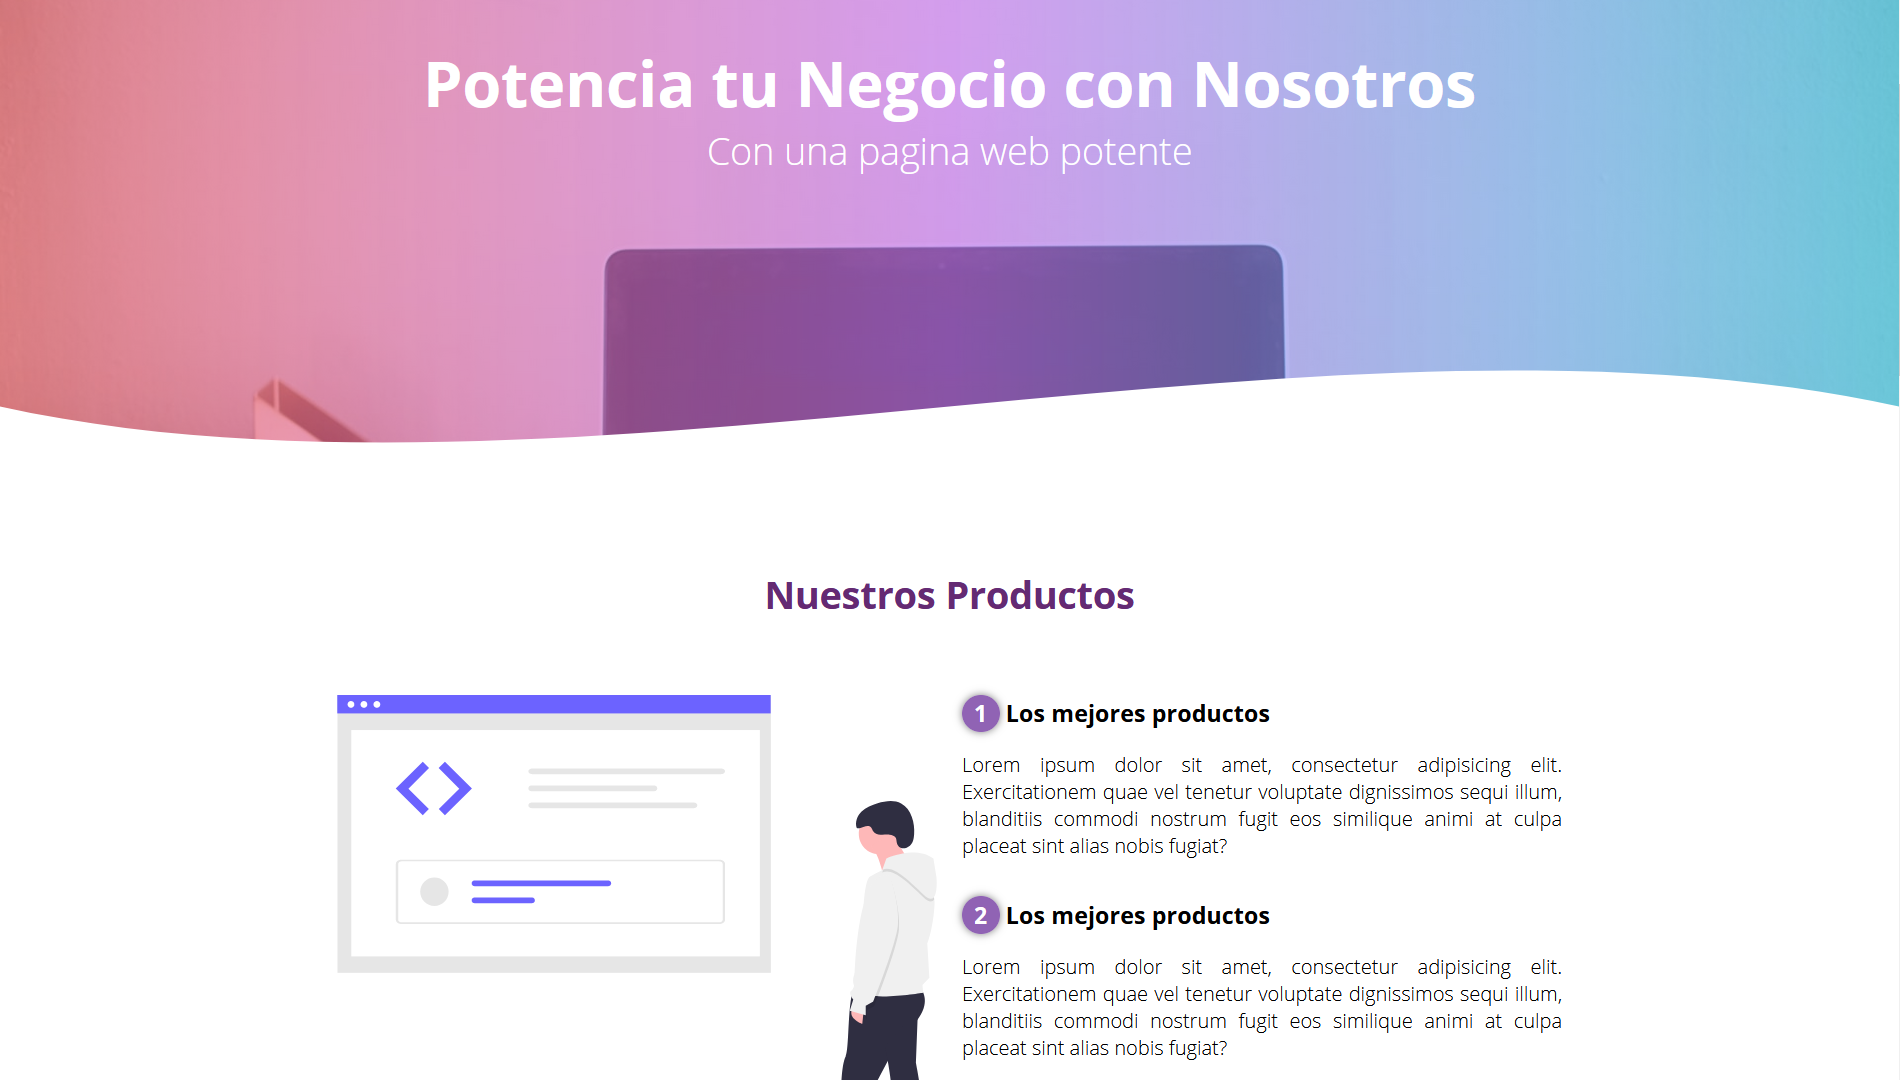 Potencia tu Negocio con Nosotros
Con una pagina web potente
Nuestros Productos
1 Los mejores productos
Lorem ipsum dolor sit amet, consectetur adipisicing elit.
Exercitationem quae vel tenetur voluptate dignissimos sequi illum,
blanditiis commodi nostrum fugit eos similique animi at culpa
placeat sint alias nobis fugiat?
2 Los mejores productos
Lorem ipsum dolor sit amet, consectetur adipisicing elit.
Exercitationem quae vel tenetur voluptate dignissimos sequi illum,
blanditiis commodi nostrum fugit eos similique animi at culpa
placeat sint alias nobis fugiat?